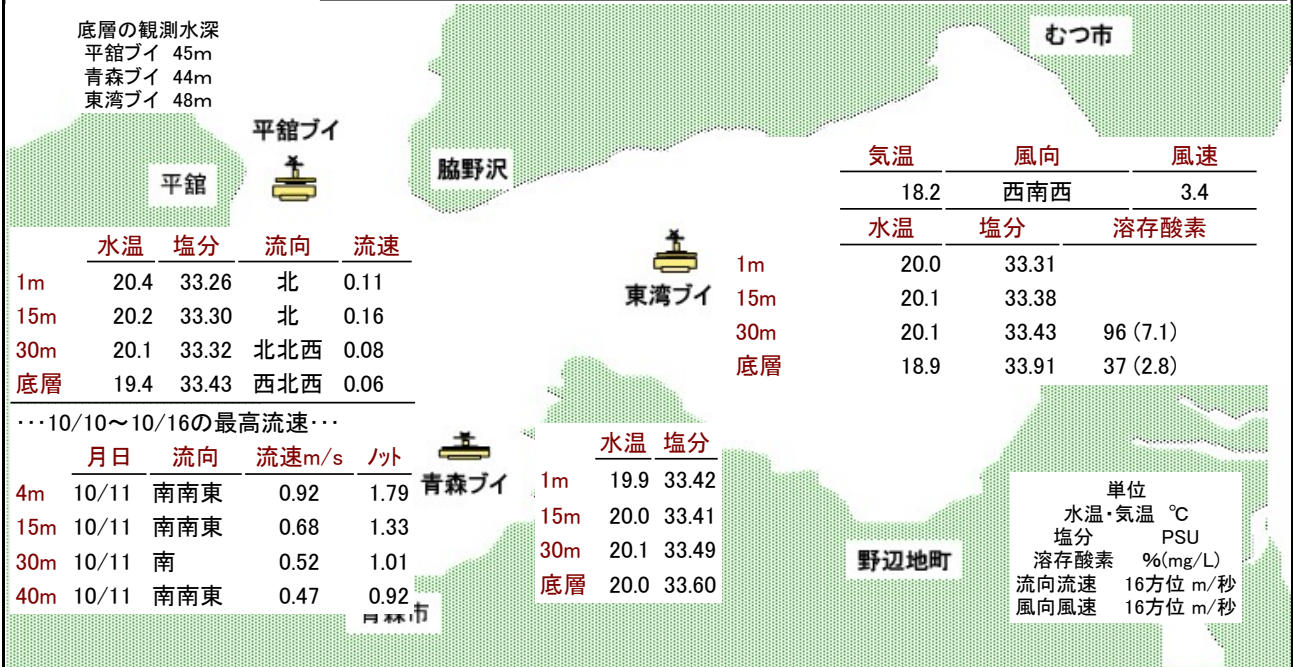 底層の観測水深
平舘ブイ 45m
青森ブイ 44m
東湾ブイ 48m
むつ市
平舘ブイ
脇野沢
平舘
気温 風向 風速
18.2 西南西 3.4
水温 塩分 溶存酸素
1m 20.0 33.31
15m 20.1 33.38
30m 20.1 33.43 96 (7.1)
底層 18.9 33.91 37 (2.8)
東湾ブイ
水温 塩分 流向 流速
1m 20.4 33.26 北 0.11
15m 20.2 33.30 北 0.16
30m 20.1 33.32 北北西 0.08
底層 19.4 33.43 西北西 0.06
･･･10/10～10/16の最高流速･･･
月日 流向 流速m/s ﾉｯﾄ
4m 10/11 南南東 0.92 1.79
15m 10/11 南南東 0.68 1.33
30m 10/11 南 0.52 1.01
40m 10/11 南南東 0.47 0.92
青森ブイ
水温 塩分
1m 19.9 33.42
15m 20.0 33.41
30m 20.1 33.49
底層 20.0 33.60
青森市
野辺地町
単位
水温・気温 ℃
塩分 PSU
溶存酸素 %(mg/L)
流向流速 16方位 m/秒
風向風速 16方位 m/秒